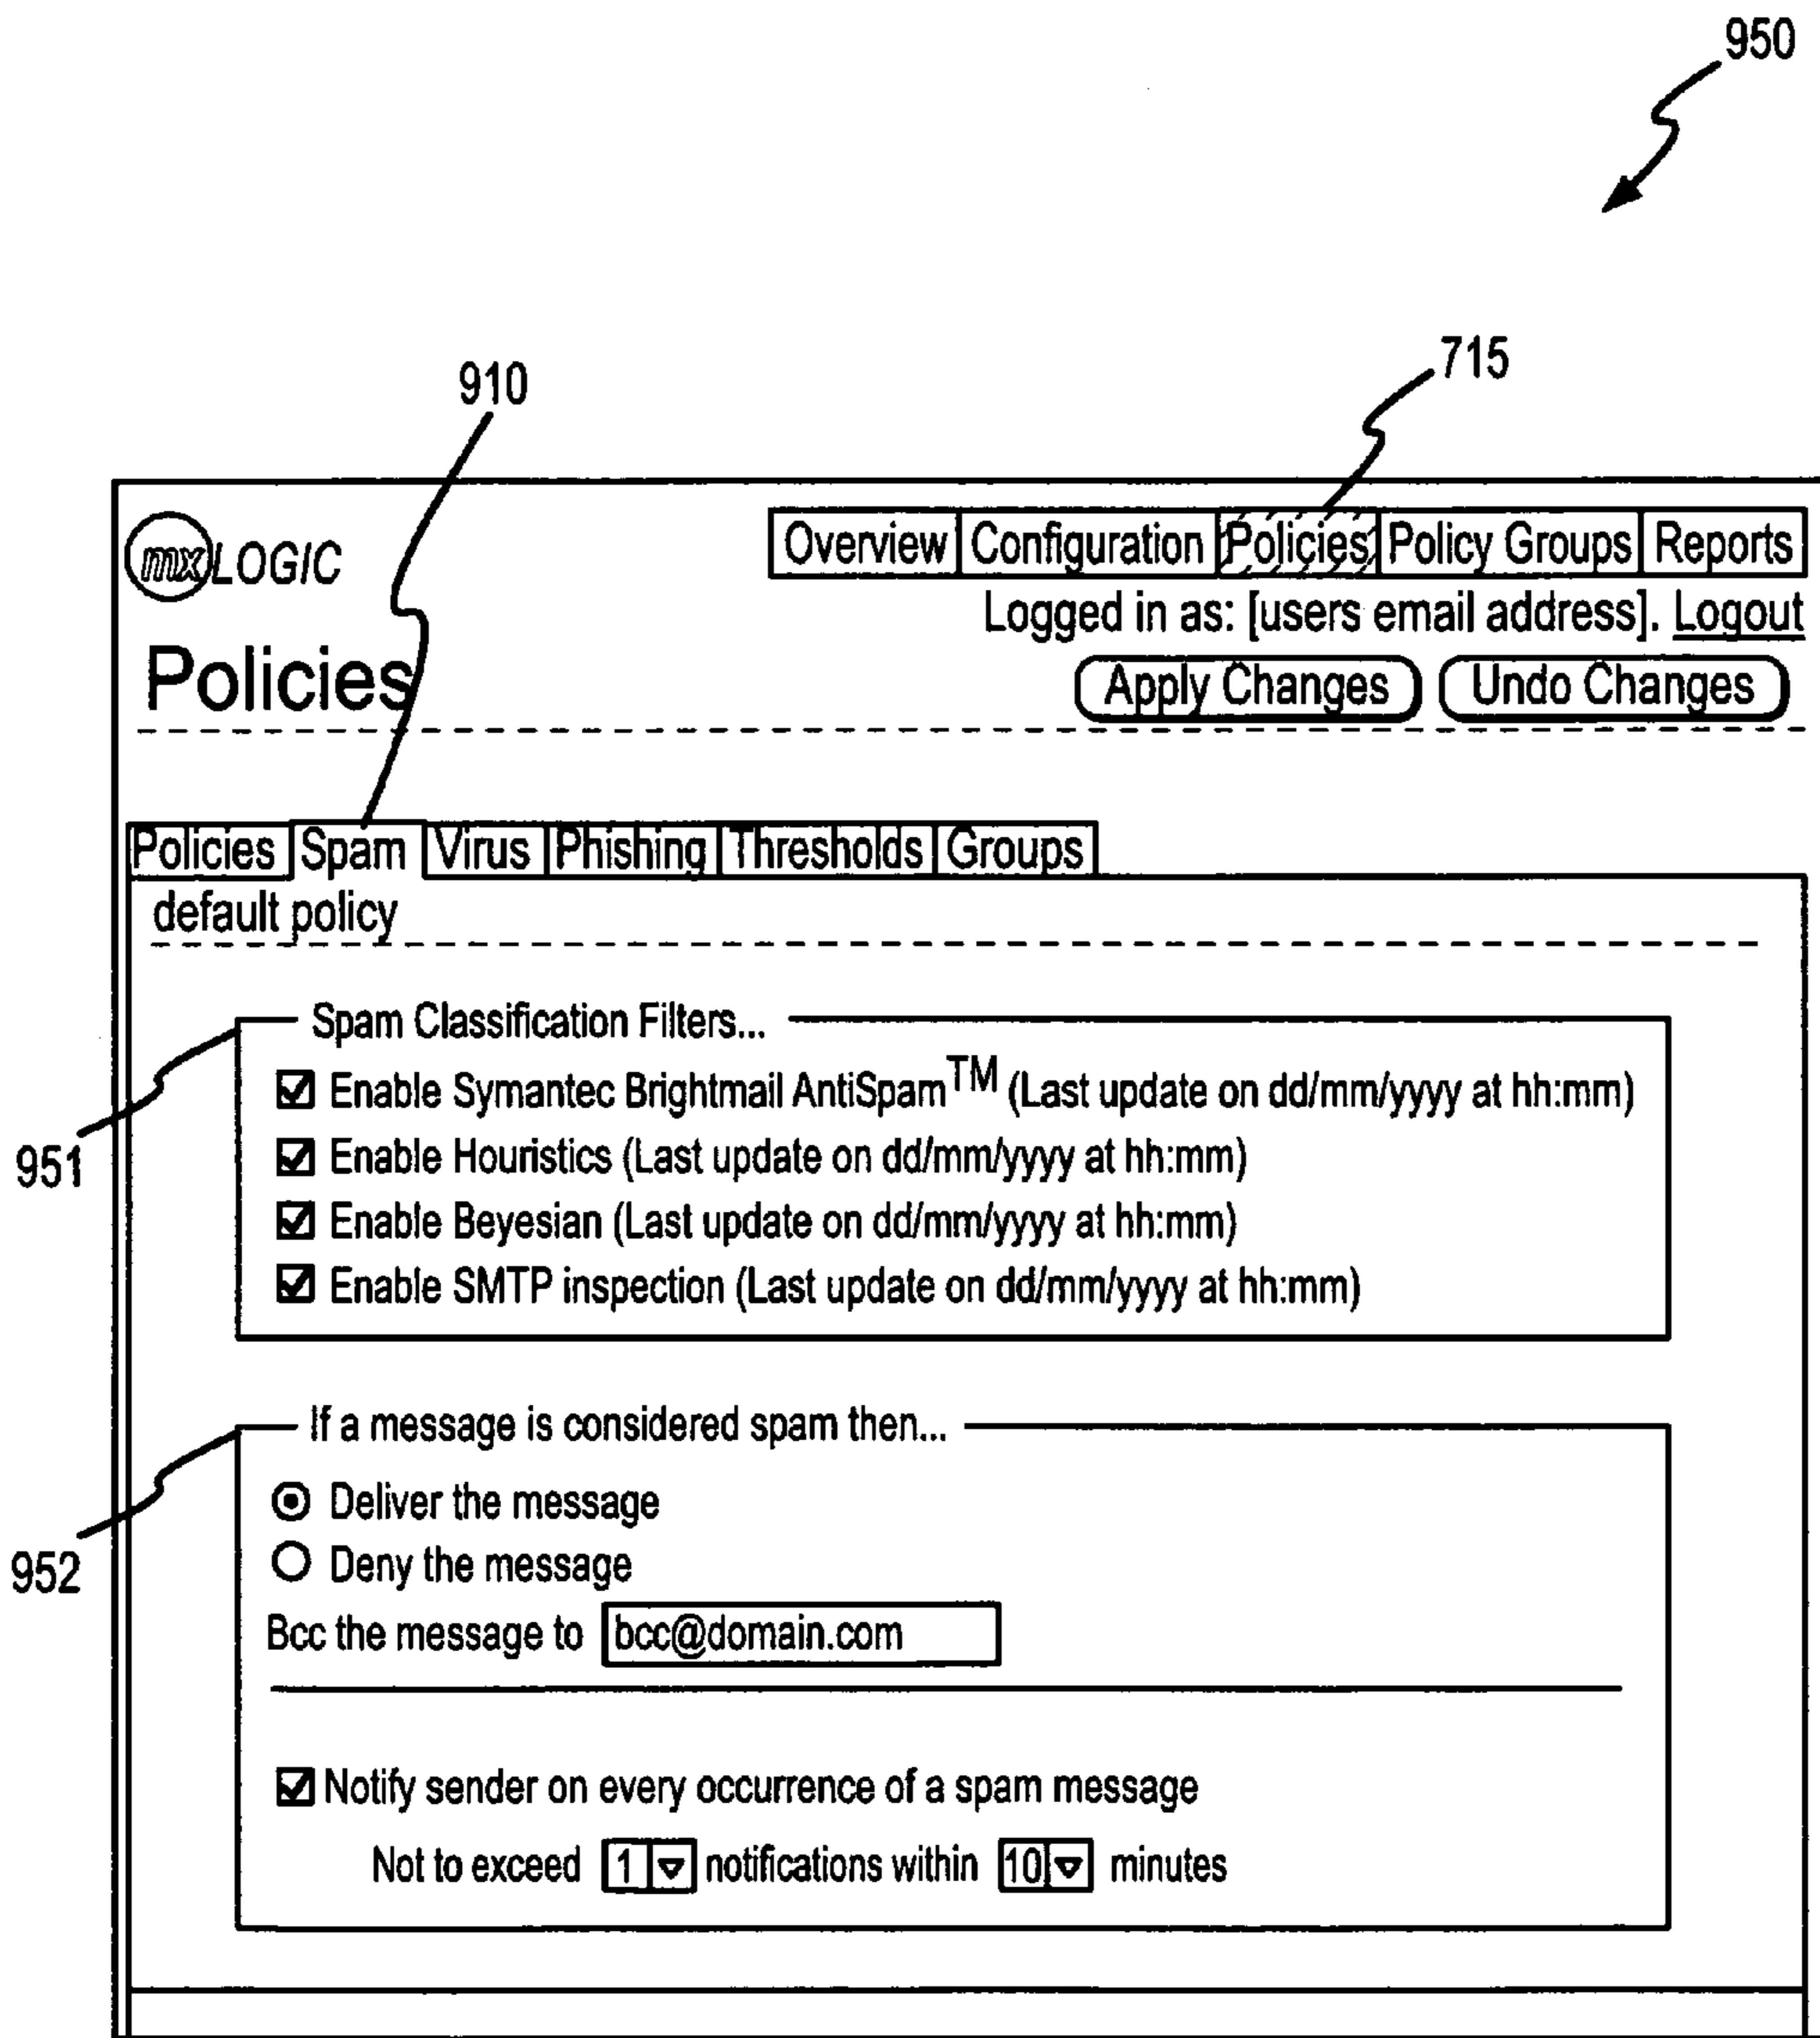 950
910
715
mx LOGIC
Overview Configuration Policies Policy Groups Reports
Logged in as: [users email address]. Logout
Policies
Apply Changes Undo Changes
Policies Spam Virus Phishing Thresholds Groups
default policy
Spam Classification Filters...
Enable Symantec Brightmail AntiSpam™ (Last update on dd/mm/yyyy at hh:mm)
951
Enable Houristics (Last update on dd/mm/yyyy at hh:mm)
Enable Beyesian (Last update on dd/mm/yyyy at hh:mm)
Enable SMTP inspection (Last update on dd/mm/yyyy at hh:mm)
If a message is considered spam then...
Deliver the message
952
Deny the message
Bcc the message to bcc@domain.com
Notify sender on every occurrence of a spam message
Not to exceed 1 notifications within 10 minutes